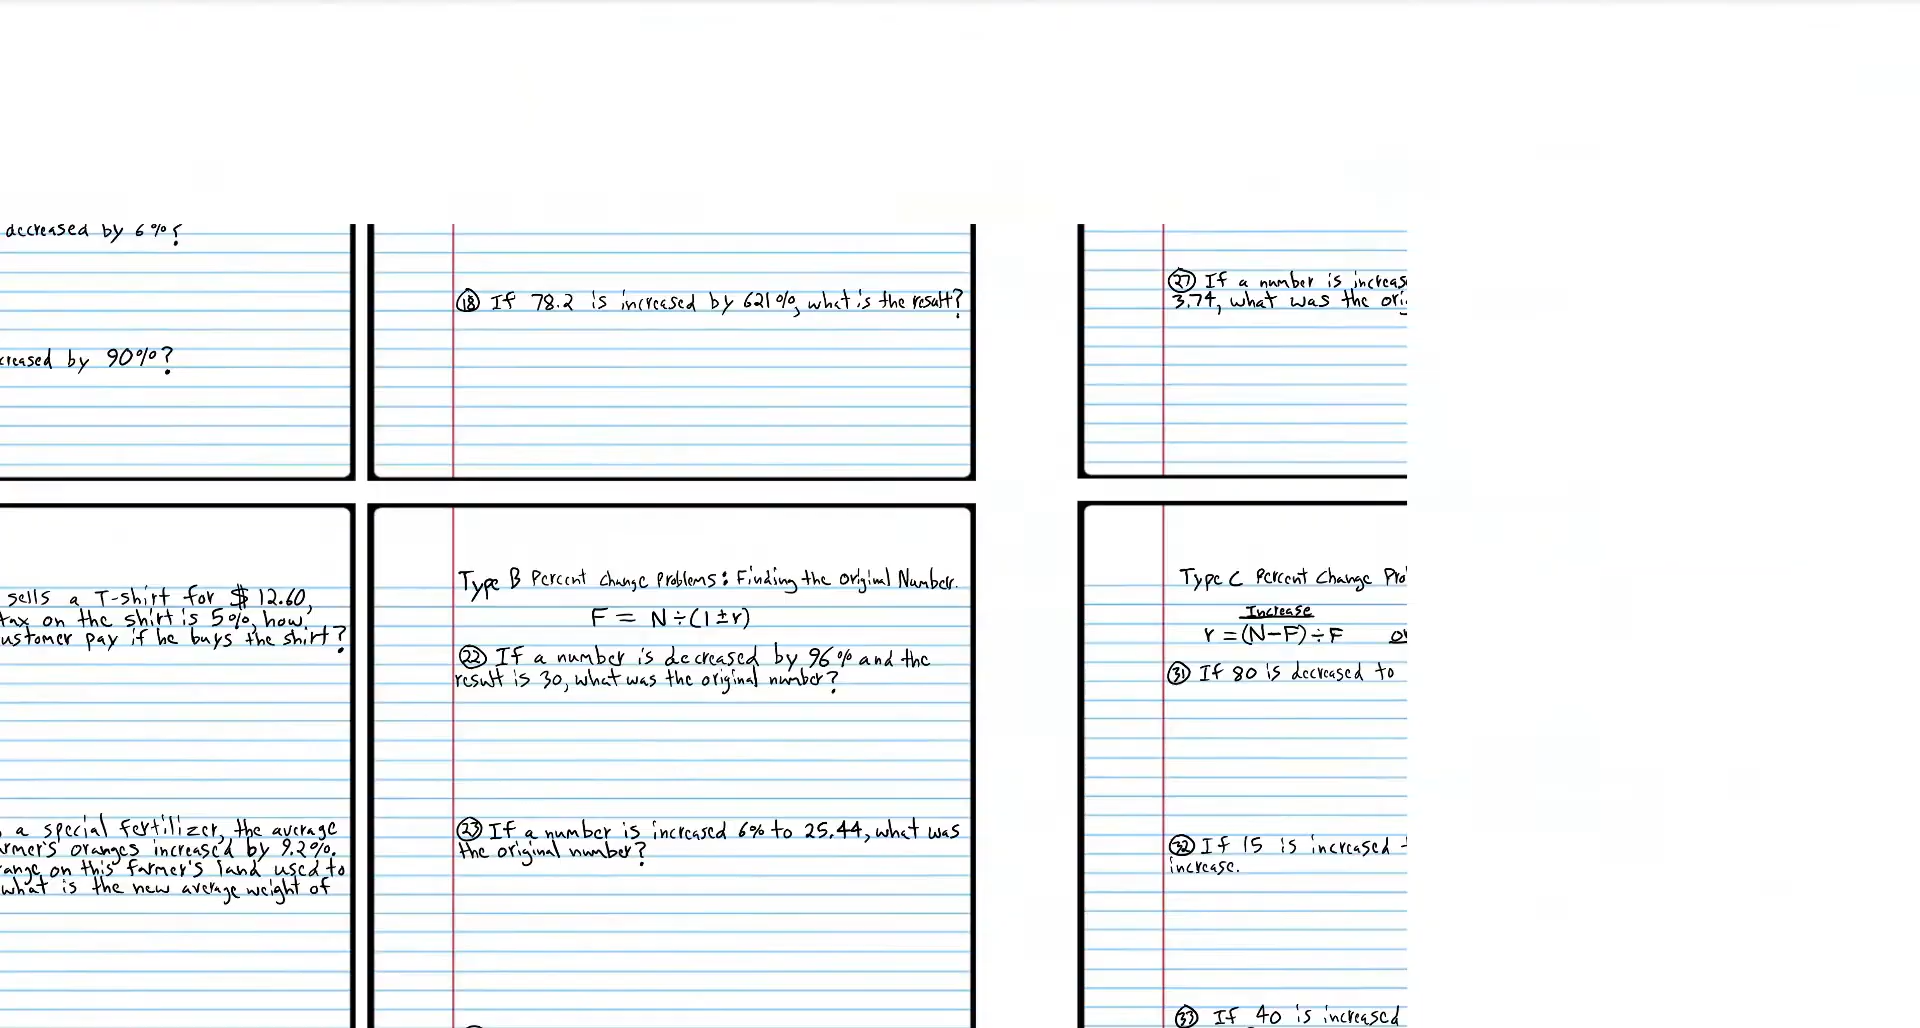 decreased by 6%?
creased by 90%?
sells a T-shirt for $ 12.60,
tax on the shirt is 5%, how
ustomer pay if he buys the shirt?
a special fertilizer, the average
rmer's oranges increased by 9.2%.
ange on this farmer's land used to
what is the new average weight of
(18) If 78.2 is increased by 621%, what is the result?
Type B Percent Change Problems: Finding the Original Number.
F = N÷(1±r)
(22) If a number is decreased by 96% and the
result is 30, what was the original number?
(23) If a number is increased 6% to 25.44, what was
the original number?
(27) If a number is increas
3.74, what was the orig
Type C Percent Change Pro
Increase
r = (N-F)÷F or
(31) If 80 is decreased to
(32) If 15 is increased
increase.
(33) If 40 is increased